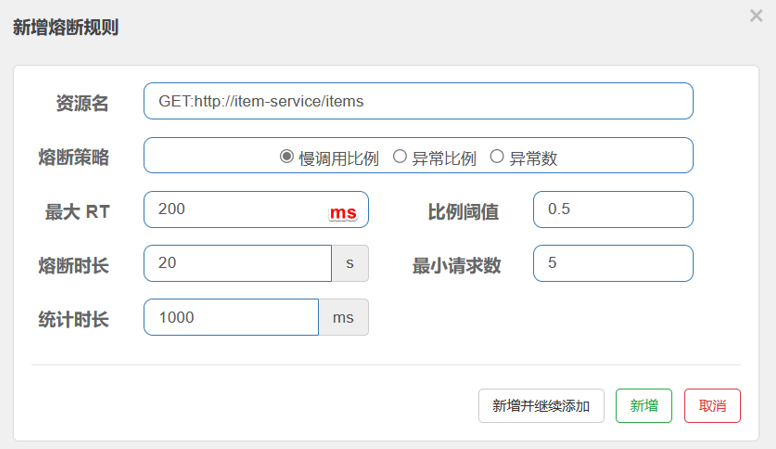 新增熔断规则 ×
资源名 GET:http://item-service/items
熔断策略 慢调用比例 异常比例 异常数
最大 RT 200 ms 比例阈值 0.5
熔断时长 20 s 最小请求数 5
统计时长 1000 ms
新增并继续添加 新增 取消